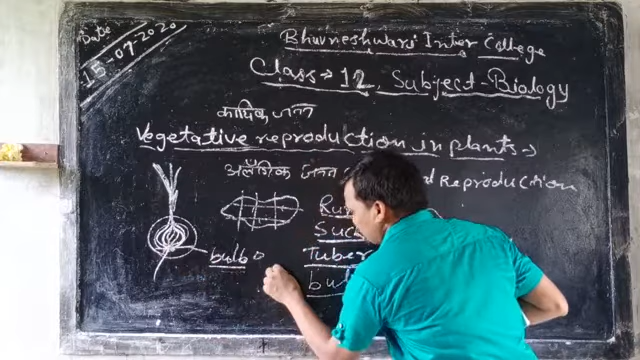 Date
15-07-2020
Bhuvneshwari Inter College
Class→ 12, Subject-Biology
कायिक जनन
Vegetative reproduction in plants→
अलैंगिक जनन
Reproduction
bulb
Tuber